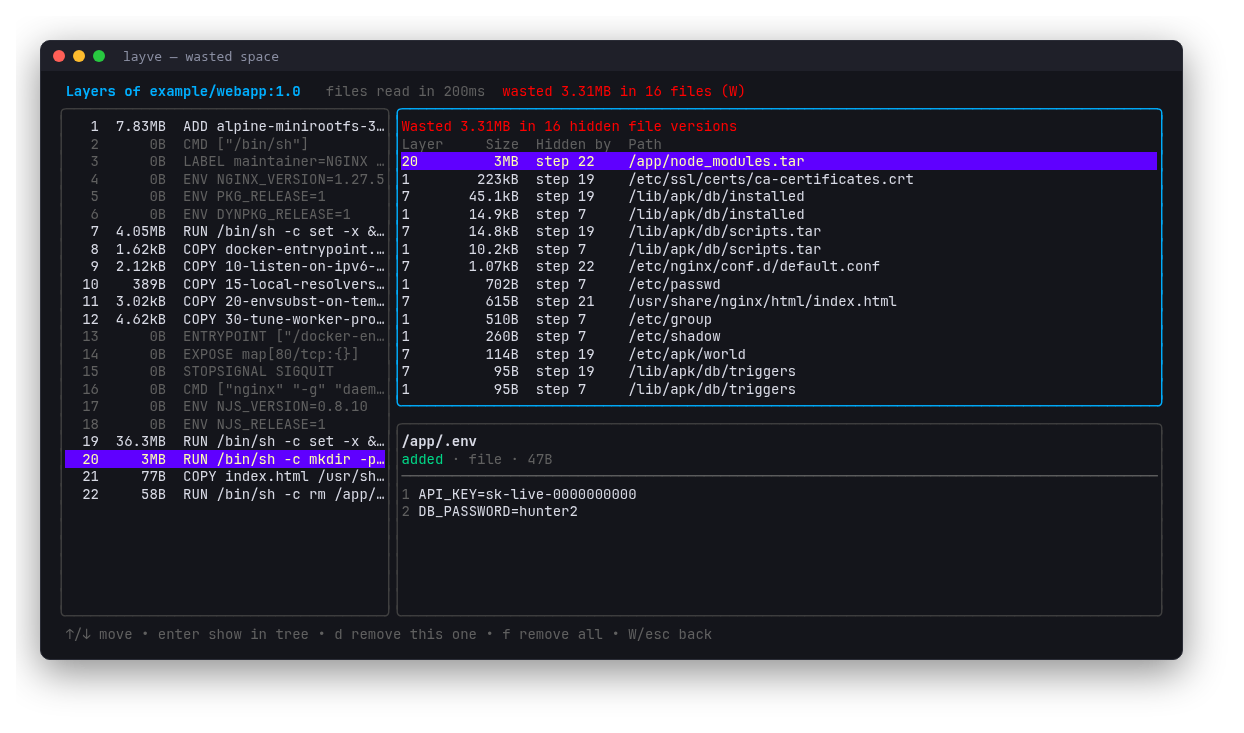 layve — wasted space
Layers of example/webapp:1.0   files read in 200ms  wasted 3.31MB in 16 files (W)
1  7.83MB  ADD alpine-minirootfs-3…
2      0B  CMD ["/bin/sh"]
3      0B  LABEL maintainer=NGINX …
4      0B  ENV NGINX_VERSION=1.27.5
5      0B  ENV PKG_RELEASE=1
6      0B  ENV DYNPKG_RELEASE=1
7  4.05MB  RUN /bin/sh -c set -x &…
8  1.62kB  COPY docker-entrypoint.…
9  2.12kB  COPY 10-listen-on-ipv6-…
10    389B  COPY 15-local-resolvers…
11  3.02kB  COPY 20-envsubst-on-tem…
12  4.62kB  COPY 30-tune-worker-pro…
13      0B  ENTRYPOINT ["/docker-en…
14      0B  EXPOSE map[80/tcp:{}]
15      0B  STOPSIGNAL SIGQUIT
16      0B  CMD ["nginx" "-g" "daem…
17      0B  ENV NJS_VERSION=0.8.10
18      0B  ENV NJS_RELEASE=1
19  36.3MB  RUN /bin/sh -c set -x &…
20     3MB  RUN /bin/sh -c mkdir -p…
21     77B  COPY index.html /usr/sh…
22     58B  RUN /bin/sh -c rm /app/…
Wasted 3.31MB in 16 hidden file versions
Layer     Size  Hidden by  Path
20         3MB  step 22    /app/node_modules.tar
1        223kB  step 19    /etc/ssl/certs/ca-certificates.crt
7       45.1kB  step 19    /lib/apk/db/installed
1       14.9kB  step 7     /lib/apk/db/installed
7       14.8kB  step 19    /lib/apk/db/scripts.tar
1       10.2kB  step 7     /lib/apk/db/scripts.tar
7       1.07kB  step 22    /etc/nginx/conf.d/default.conf
1         702B  step 7     /etc/passwd
7         615B  step 21    /usr/share/nginx/html/index.html
1         510B  step 7     /etc/group
1         260B  step 7     /etc/shadow
7         114B  step 19    /etc/apk/world
7          95B  step 19    /lib/apk/db/triggers
1          95B  step 7     /lib/apk/db/triggers
/app/.env
added · file · 47B
1 API_KEY=sk-live-0000000000
2 DB_PASSWORD=hunter2
↑/↓ move • enter show in tree • d remove this one • f remove all • W/esc back